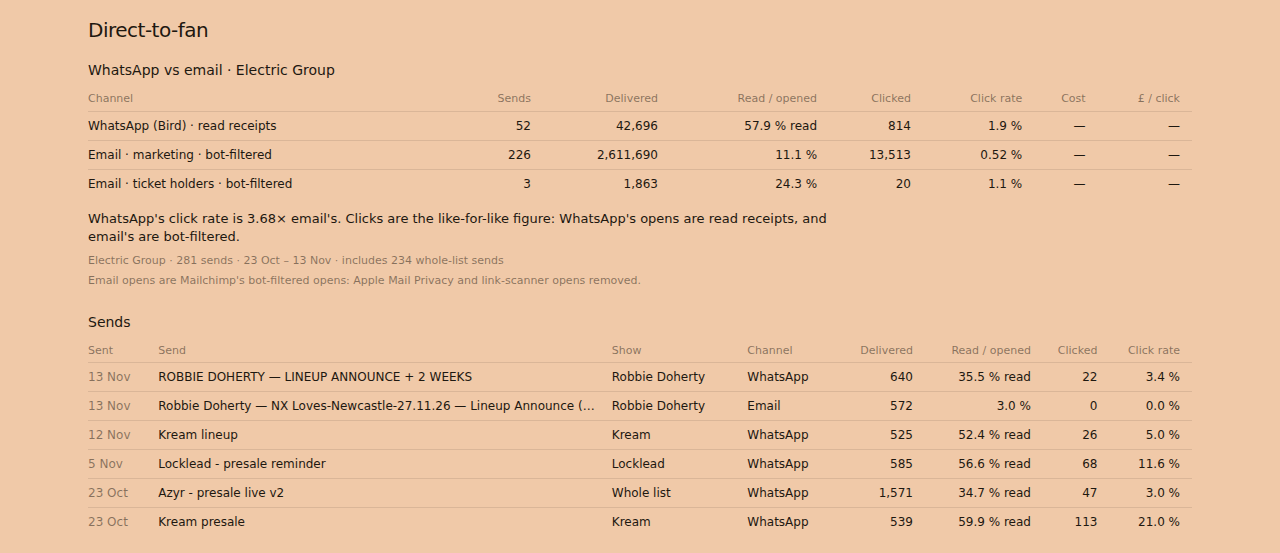 Direct-to-fan
WhatsApp vs email · Electric Group
Channel Sends Delivered Read / opened Clicked Click rate Cost £ / click
WhatsApp (Bird) · read receipts 52 42,696 57.9 % read 814 1.9 % — —
Email · marketing · bot-filtered 226 2,611,690 11.1 % 13,513 0.52 % — —
Email · ticket holders · bot-filtered 3 1,863 24.3 % 20 1.1 % — —
WhatsApp's click rate is 3.68× email's. Clicks are the like-for-like figure: WhatsApp's opens are read receipts, and
email's are bot-filtered.
Electric Group · 281 sends · 23 Oct – 13 Nov · includes 234 whole-list sends
Email opens are Mailchimp's bot-filtered opens: Apple Mail Privacy and link-scanner opens removed.
Sends
Sent Send Show Channel Delivered Read / opened Clicked Click rate
13 Nov ROBBIE DOHERTY — LINEUP ANNOUNCE + 2 WEEKS Robbie Doherty WhatsApp 640 35.5 % read 22 3.4 %
13 Nov Robbie Doherty — NX Loves-Newcastle-27.11.26 — Lineup Announce (… Robbie Doherty Email 572 3.0 % 0 0.0 %
12 Nov Kream lineup Kream WhatsApp 525 52.4 % read 26 5.0 %
5 Nov Locklead - presale reminder Locklead WhatsApp 585 56.6 % read 68 11.6 %
23 Oct Azyr - presale live v2 Whole list WhatsApp 1,571 34.7 % read 47 3.0 %
23 Oct Kream presale Kream WhatsApp 539 59.9 % read 113 21.0 %